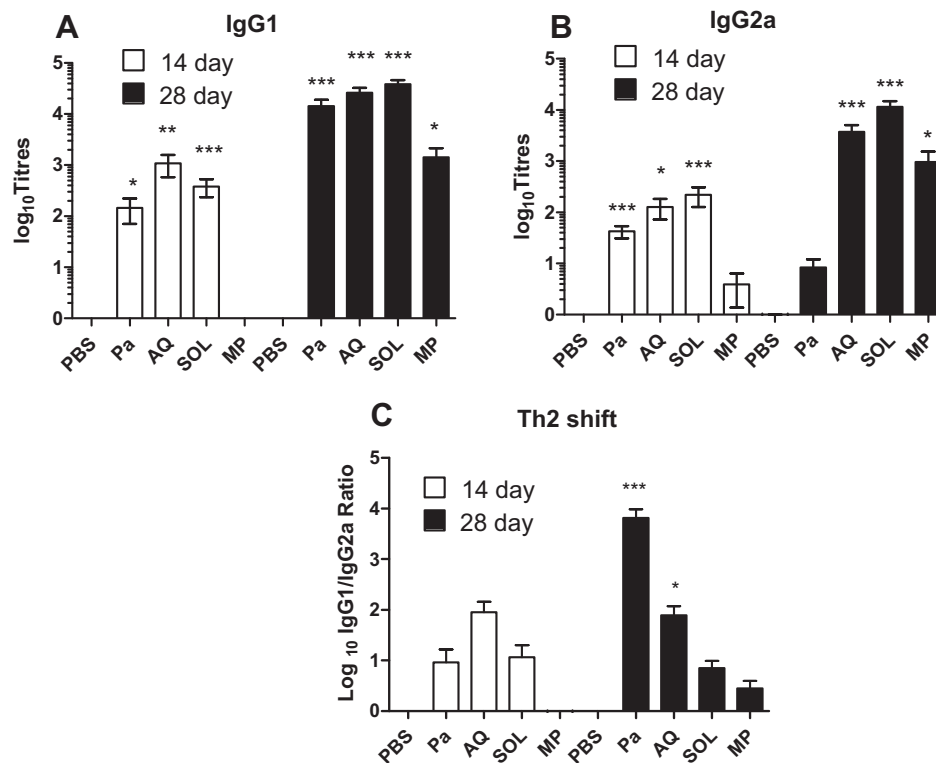 A
IgG1
14 day
28 day
log10Titres
5
4
3
2
1
0
*
**
***
***
***
***
*
PBS
Pa
AQ
SOL
MP
PBS
Pa
AQ
SOL
MP
B
IgG2a
14 day
28 day
log10Titres
5
4
3
2
1
0
***
*
***
***
***
*
PBS
Pa
AQ
SOL
MP
PBS
Pa
AQ
SOL
MP
C
Th2 shift
14 day
28 day
Log 10 IgG1/IgG2a Ratio
5
4
3
2
1
0
***
*
PBS
Pa
AQ
SOL
MP
PBS
Pa
AQ
SOL
MP